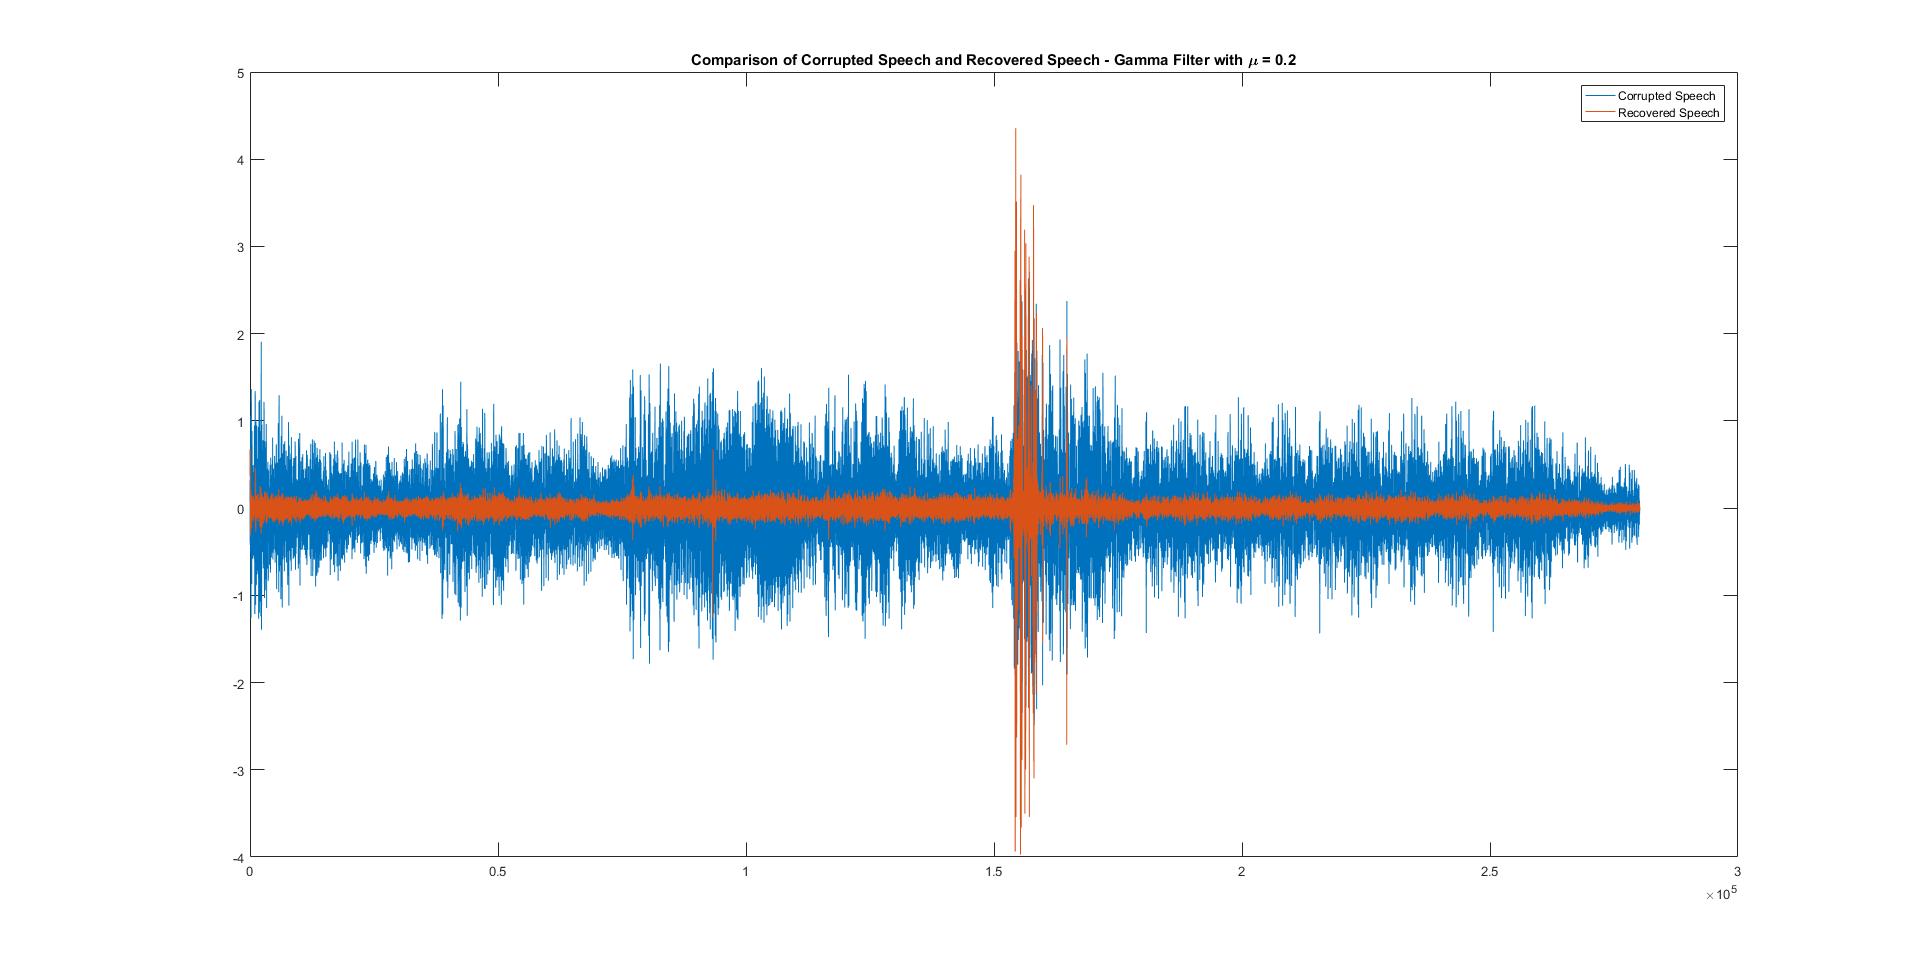 Comparison of Corrupted Speech and Recovered Speech - Gamma Filter with μ = 0.2
Corrupted Speech
Recovered Speech
5
4
3
2
1
0
-1
-2
-3
-4
0 0.5 1 1.5 2 2.5 3
×10^5